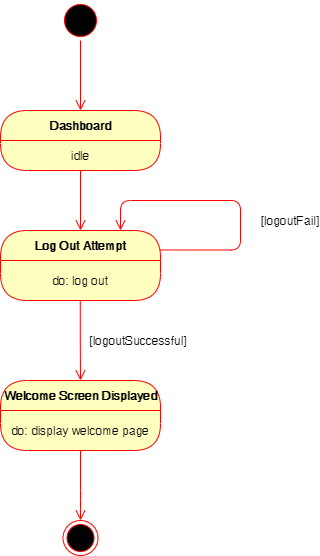 Dashboard
idle
Log Out Attempt
[logoutFail]
do: log out
[logoutSuccessful]
Welcome Screen Displayed
do: display welcome page